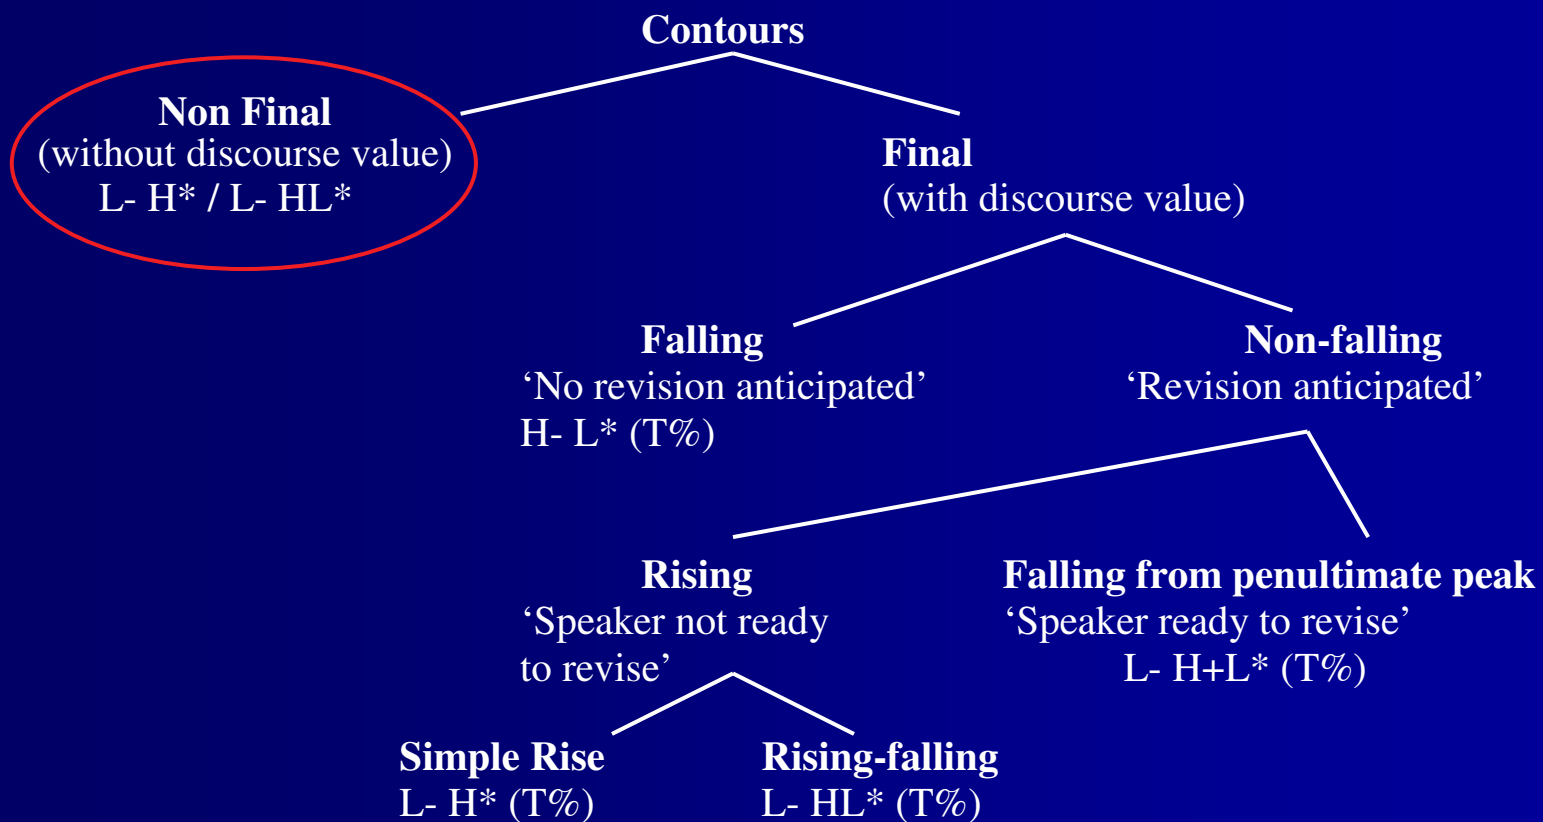 Contours
Non Final
(without discourse value)
L- H* / L- HL*
Final
(with discourse value)
Falling
‘No revision anticipated’
H- L* (T%)
Non-falling
‘Revision anticipated’
Rising
‘Speaker not ready
to revise’
Falling from penultimate peak
‘Speaker ready to revise’
L- H+L* (T%)
Simple Rise
L- H* (T%)
Rising-falling
L- HL* (T%)